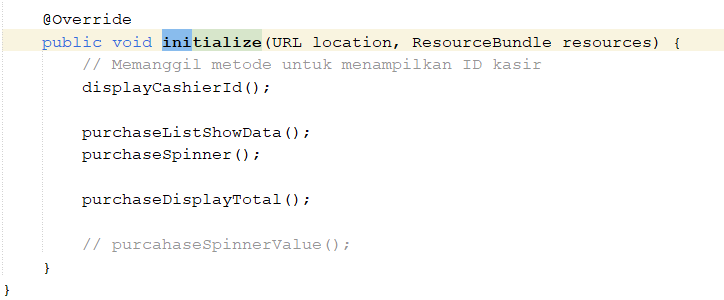 @Override
public void initialize(URL location, ResourceBundle resources) {
// Memanggil metode untuk menampilkan ID kasir
displayCashierId();
purchaseListShowData();
purchaseSpinner();
purchaseDisplayTotal();
// purcahaseSpinnerValue();
}
}